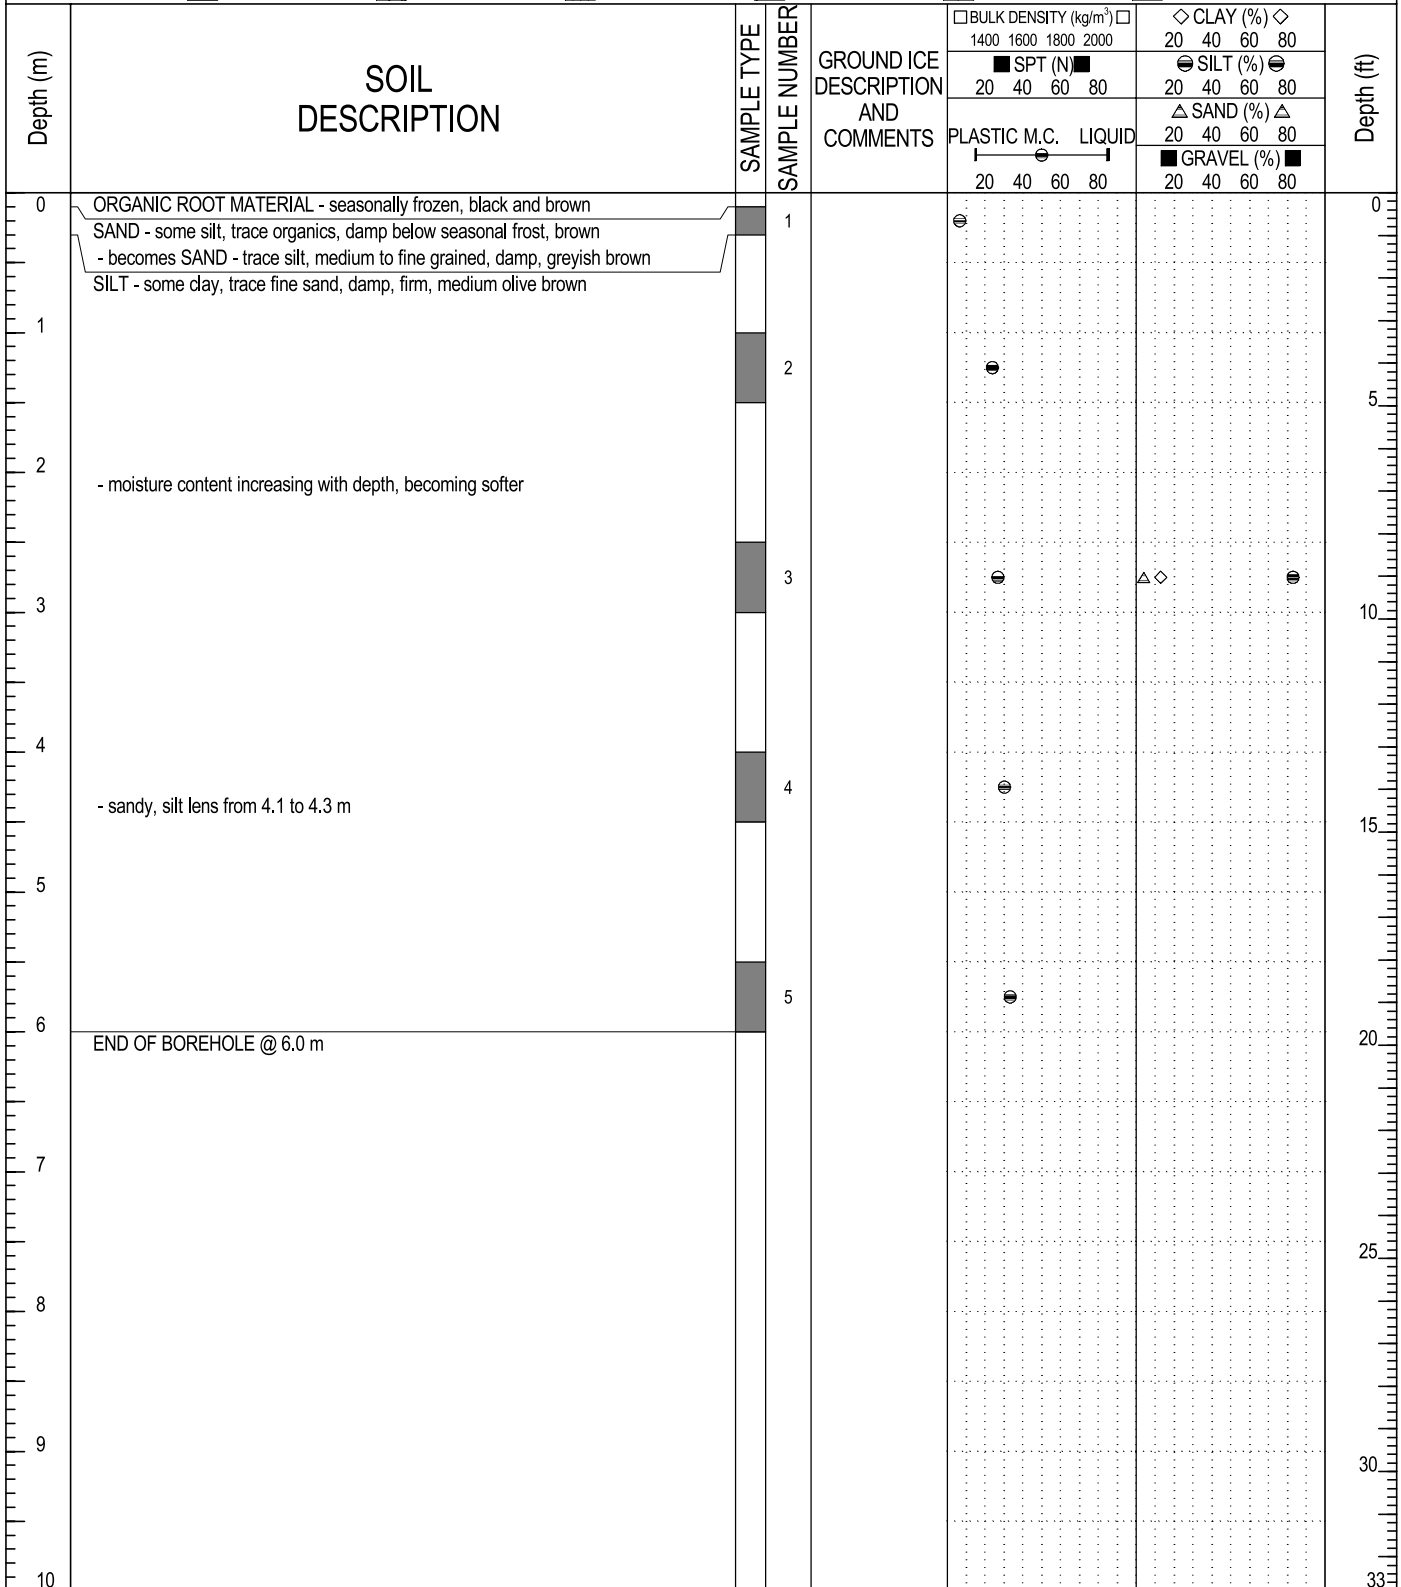 Depth (m)
SOIL
DESCRIPTION
SAMPLE TYPE
SAMPLE NUMBER
GROUND ICE
DESCRIPTION
AND
COMMENTS
BULK DENSITY (kg/m³)
1400 1600 1800 2000
SPT (N)
20 40 60 80
PLASTIC M.C. LIQUID
20 40 60 80
CLAY (%)
20 40 60 80
SILT (%)
20 40 60 80
SAND (%)
20 40 60 80
GRAVEL (%)
20 40 60 80
Depth (ft)
0
ORGANIC ROOT MATERIAL - seasonally frozen, black and brown
0
1
SAND - some silt, trace organics, damp below seasonal frost, brown
- becomes SAND - trace silt, medium to fine grained, damp, greyish brown
SILT - some clay, trace fine sand, damp, firm, medium olive brown
1
2
5
2
- moisture content increasing with depth, becoming softer
3
3
10
4
4
- sandy, silt lens from 4.1 to 4.3 m
15
5
5
6
END OF BOREHOLE @ 6.0 m
20
7
25
8
9
30
10
33